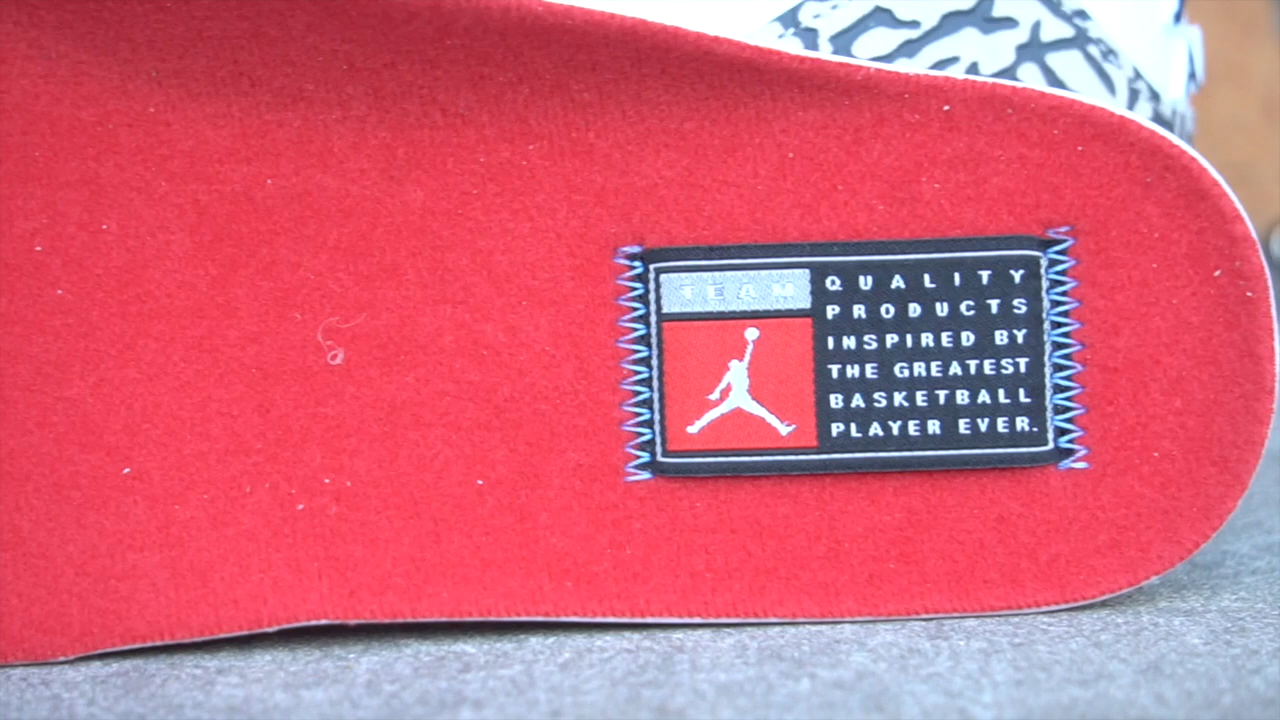 TEAM
QUALITY
PRODUCTS
INSPIRED BY
THE GREATEST
BASKETBALL
PLAYER EVER.